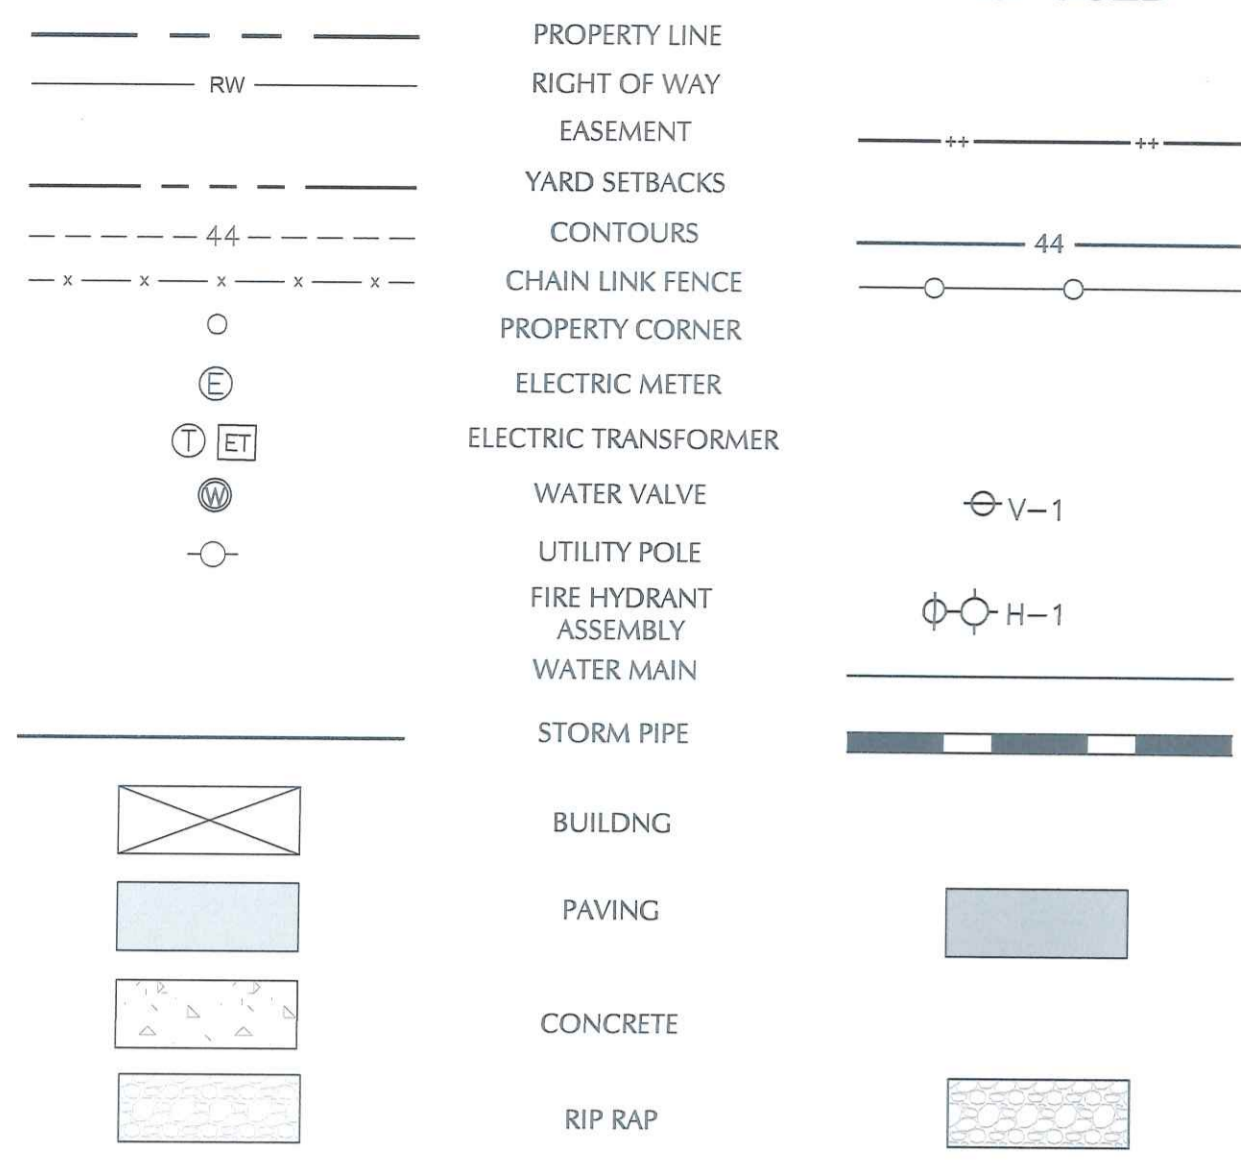 PROPERTY LINE
RW RIGHT OF WAY
EASEMENT ++ ++
YARD SETBACKS
44 CONTOURS 44
x x x x x CHAIN LINK FENCE
PROPERTY CORNER
E ELECTRIC METER
T ET ELECTRIC TRANSFORMER
W WATER VALVE V-1
UTILITY POLE
FIRE HYDRANT
ASSEMBLY H-1
WATER MAIN
STORM PIPE
BUILDNG
PAVING
CONCRETE
RIP RAP